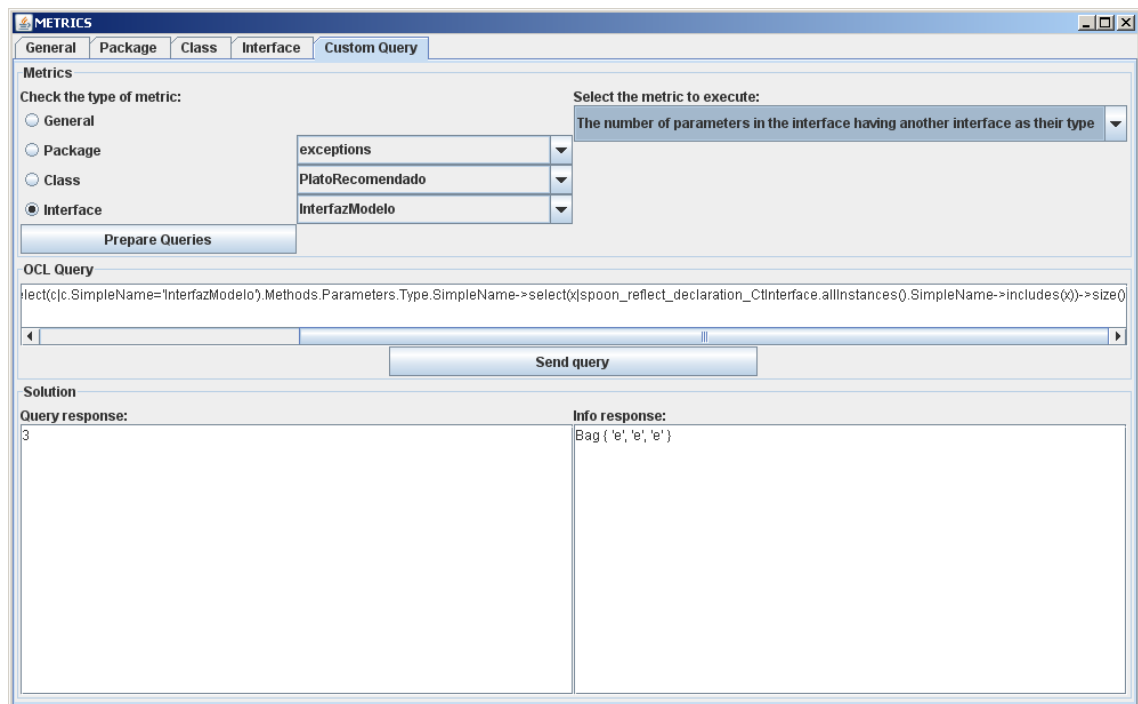 METRICS
General Package Class Interface Custom Query
Metrics
Check the type of metric:
Select the metric to execute:
General
The number of parameters in the interface having another interface as their type
Package
exceptions
Class
PlatoRecomendado
Interface
InterfazModelo
Prepare Queries
OCL Query
lect(c|c.SimpleName='InterfazModelo').Methods.Parameters.Type.SimpleName->select(x|spoon_reflect_declaration_CtInterface.allInstances().SimpleName->includes(x))->size()
Send query
Solution
Query response:
Info response:
3
Bag { 'e', 'e', 'e' }